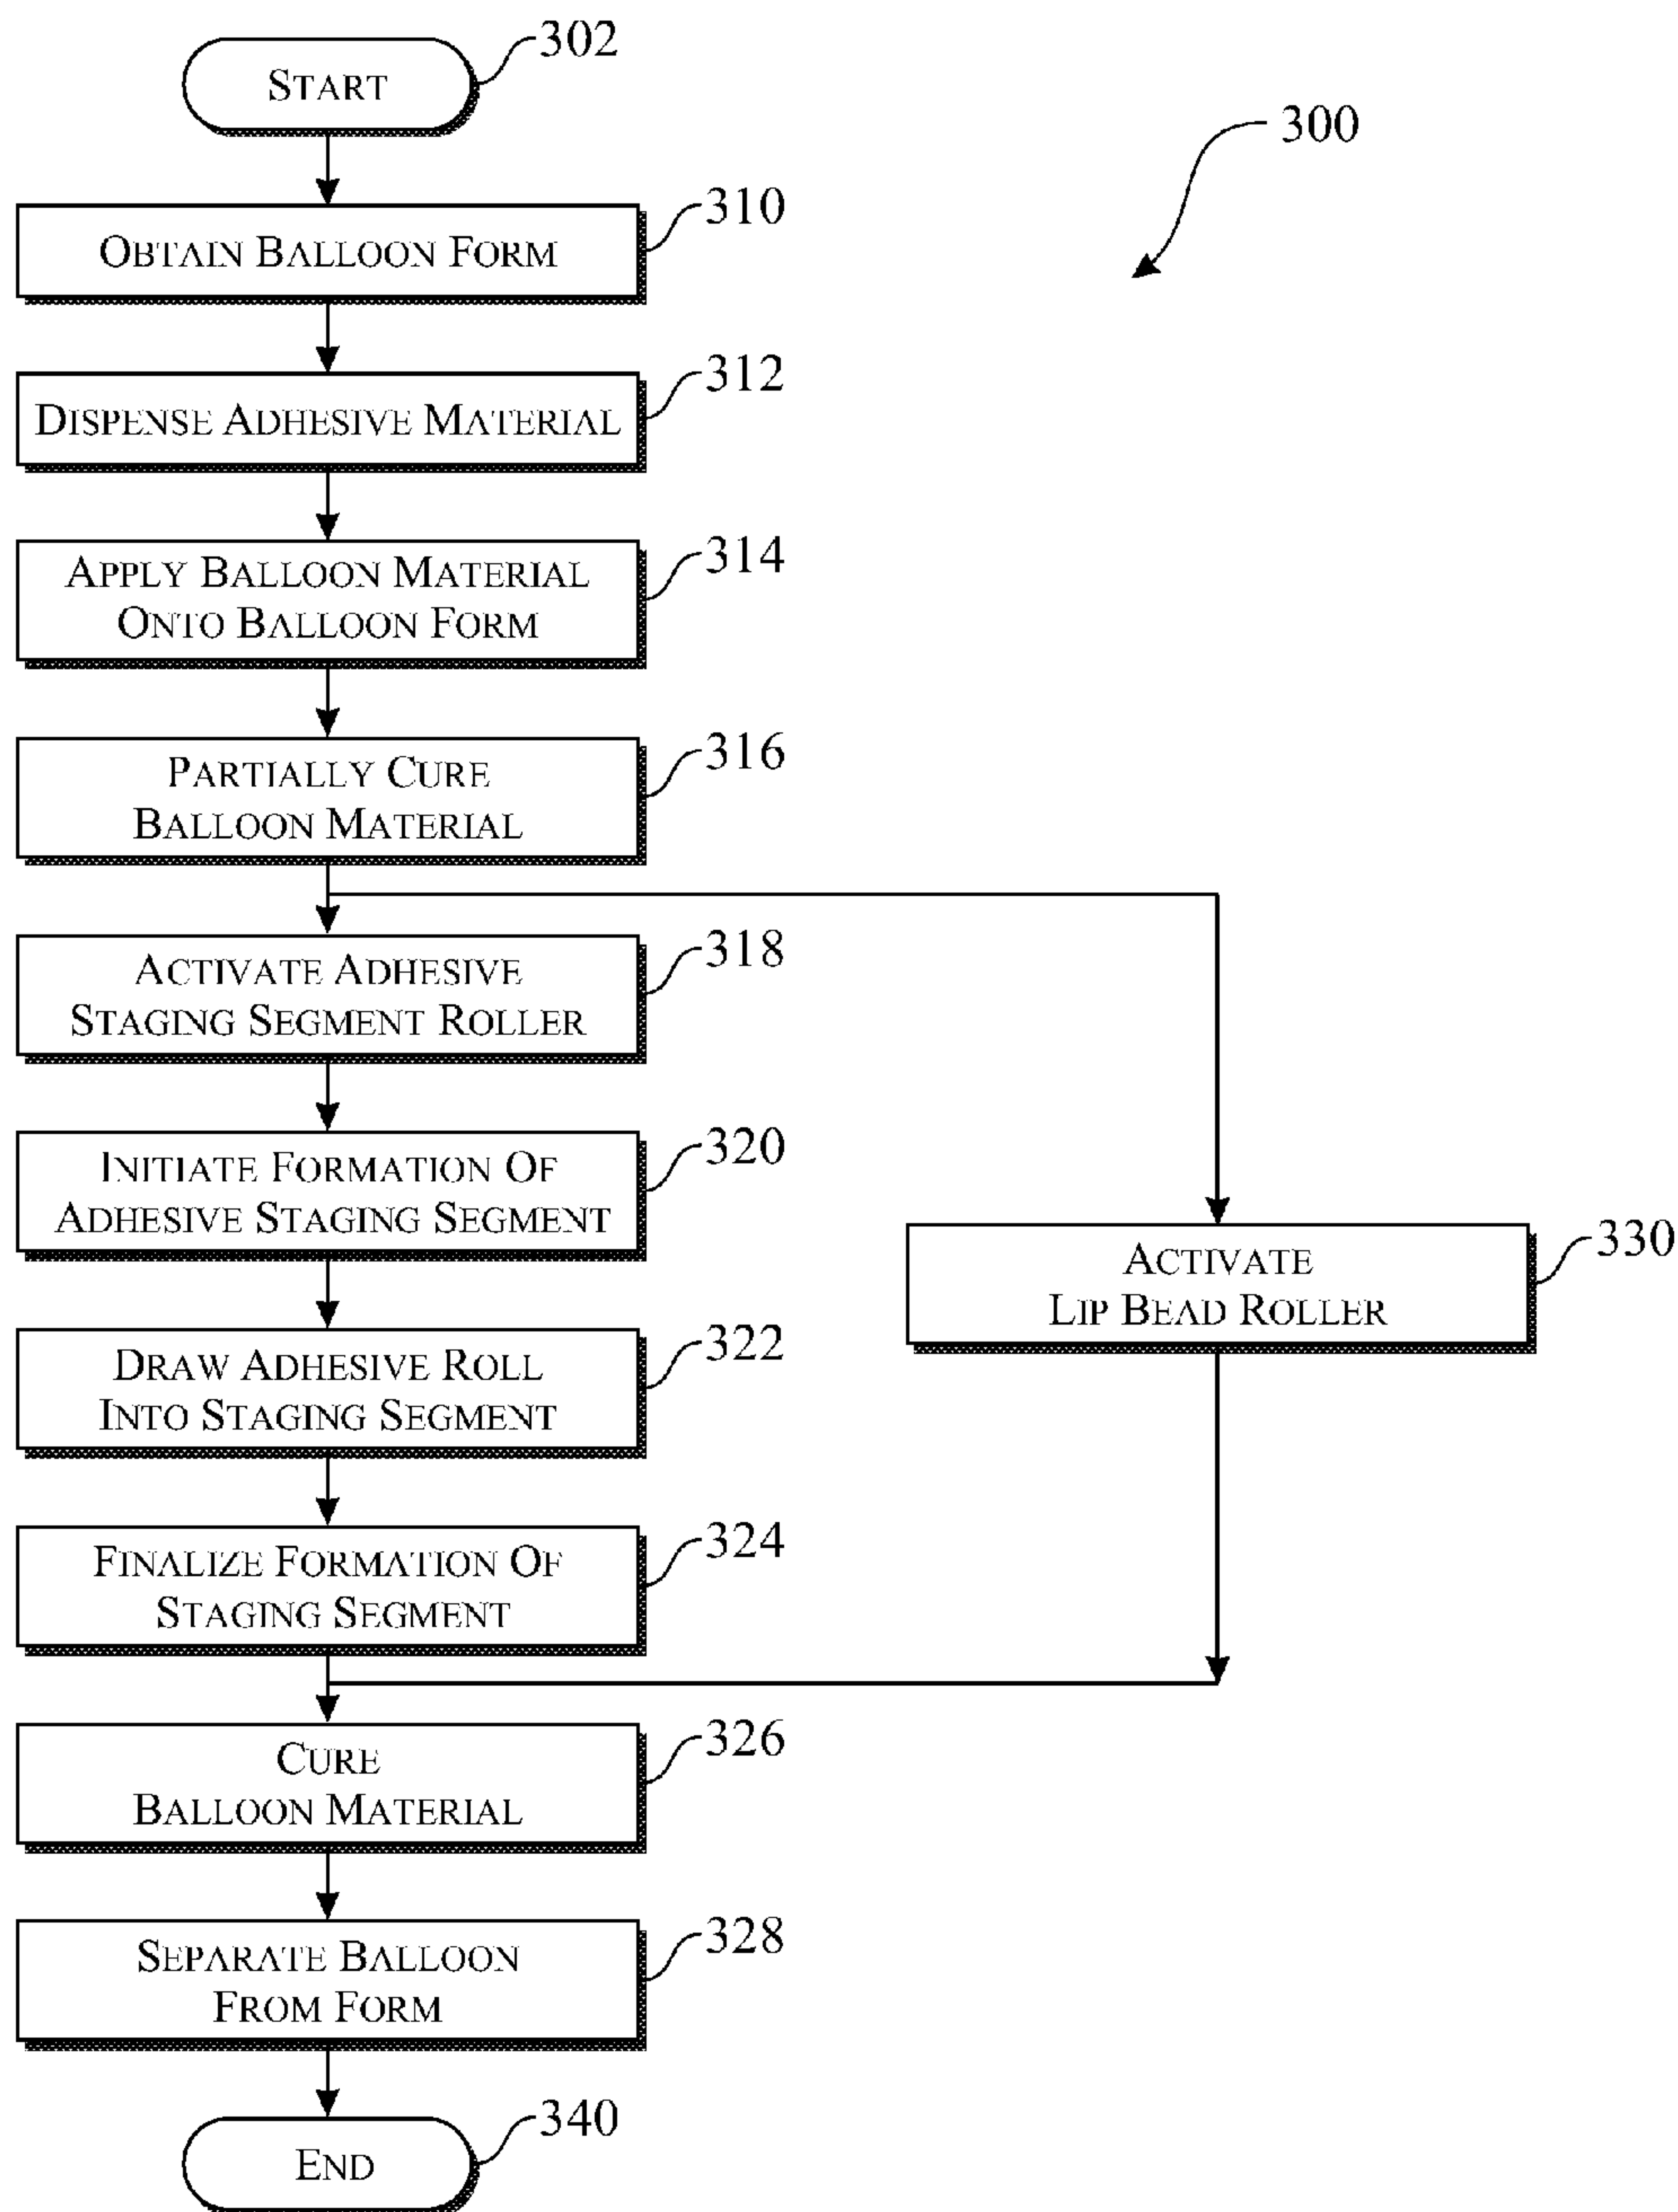 START
302
300
OBTAIN BALLOON FORM
310
DISPENSE ADHESIVE MATERIAL
312
APPLY BALLOON MATERIAL
ONTO BALLOON FORM
314
PARTIALLY CURE
BALLOON MATERIAL
316
ACTIVATE ADHESIVE
STAGING SEGMENT ROLLER
318
INITIATE FORMATION OF
ADHESIVE STAGING SEGMENT
320
ACTIVATE
LIP BEAD ROLLER
330
DRAW ADHESIVE ROLL
INTO STAGING SEGMENT
322
FINALIZE FORMATION OF
STAGING SEGMENT
324
CURE
BALLOON MATERIAL
326
SEPARATE BALLOON
FROM FORM
328
END
340